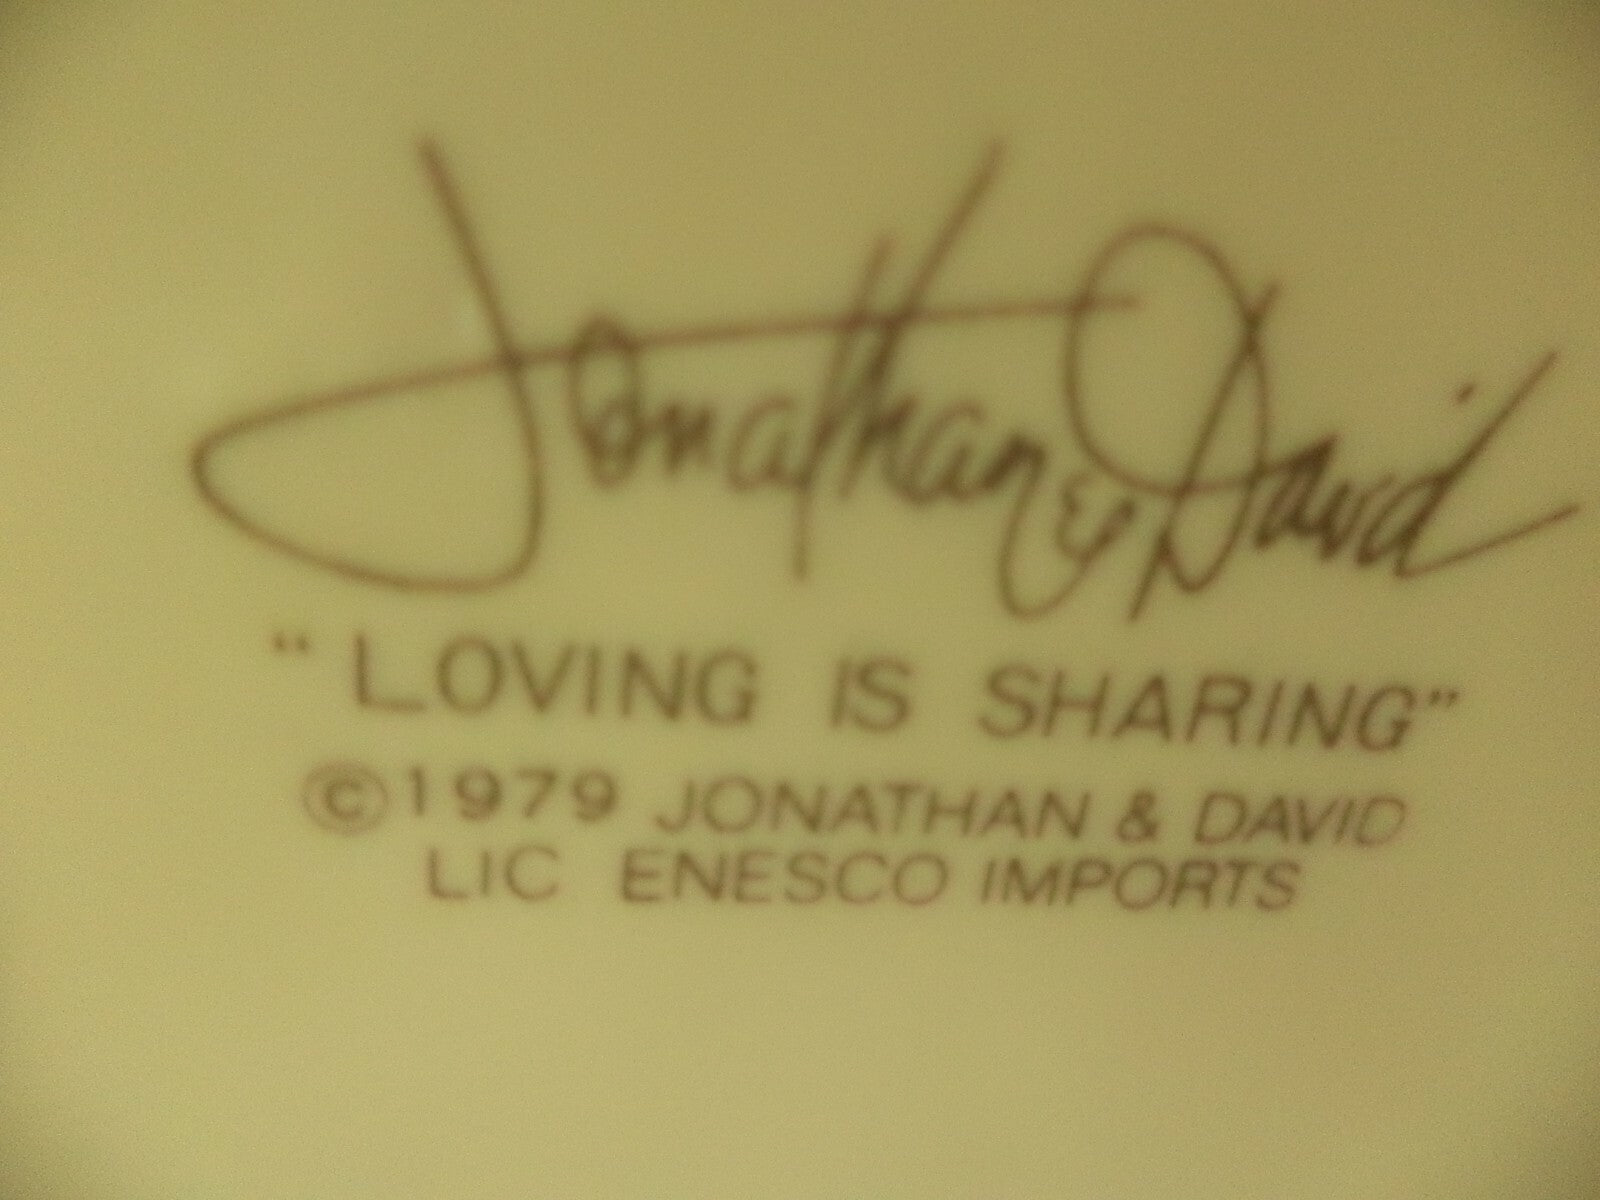 Jonathan & David
"LOVING IS SHARING"
©1979 JONATHAN & DAVID
LIC ENESCO IMPORTS